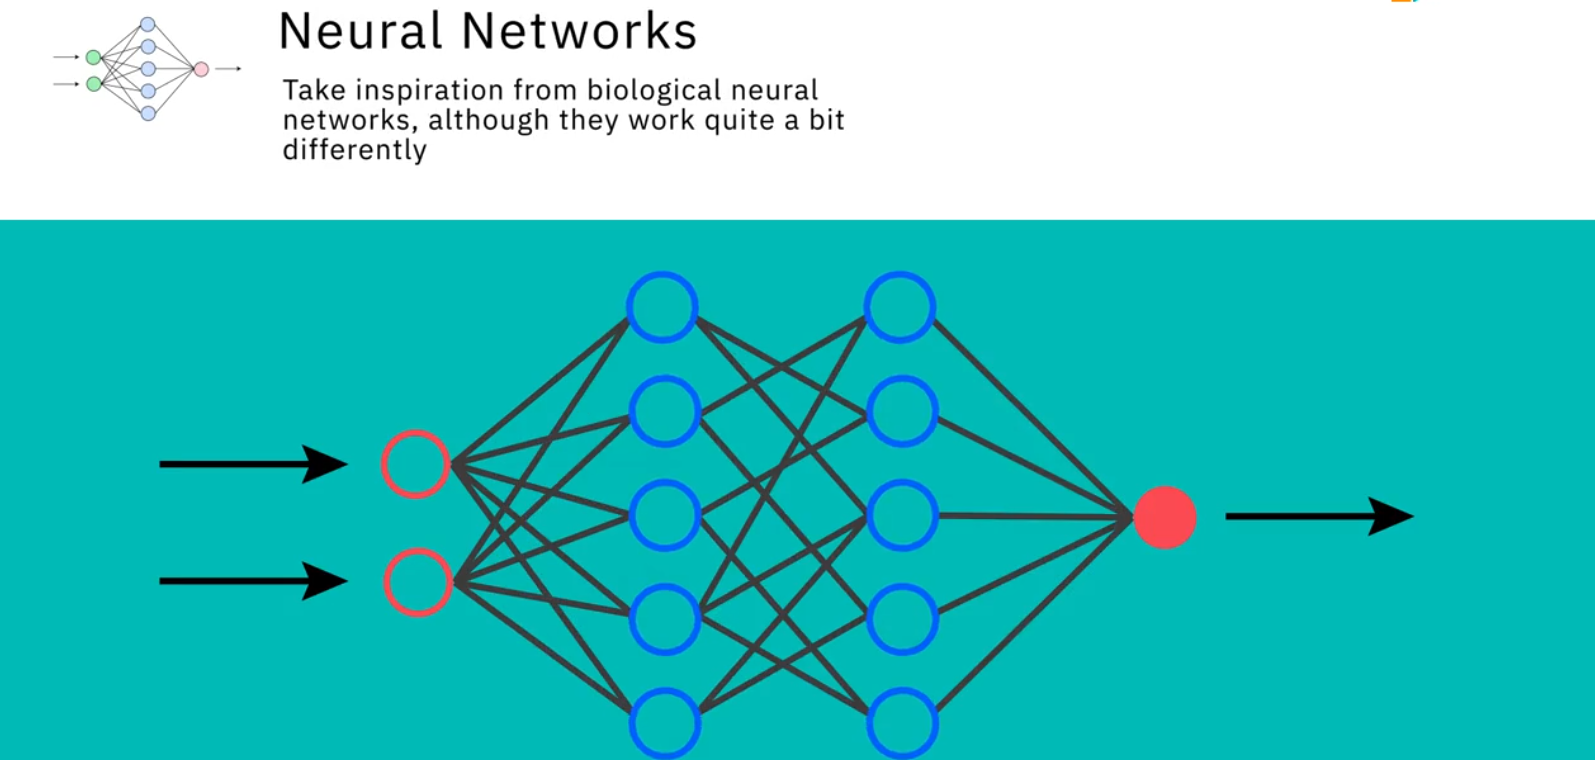 Neural Networks
Take inspiration from biological neural
networks, although they work quite a bit
differently